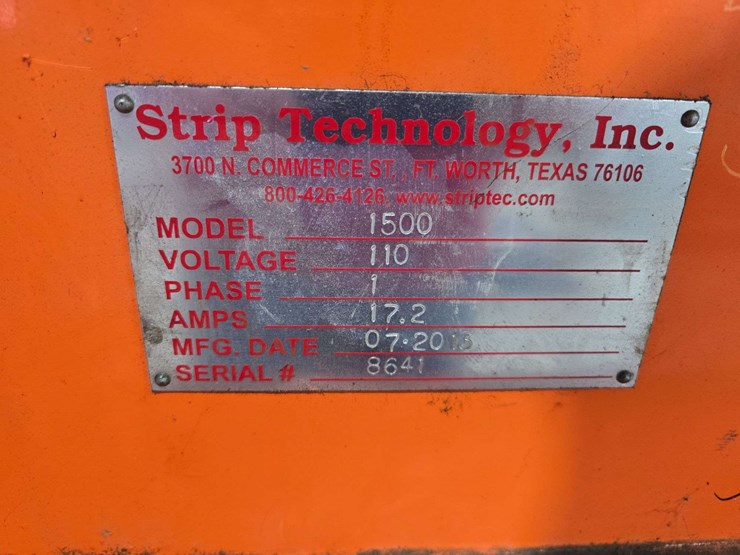 Strip Technology, Inc.
3700 N. COMMERCE ST., FT. WORTH, TEXAS 76106
800-426-4126, www.striptec.com
MODEL 1500
VOLTAGE 110
PHASE 1
AMPS 17.2
MFG. DATE
SERIAL # 8641